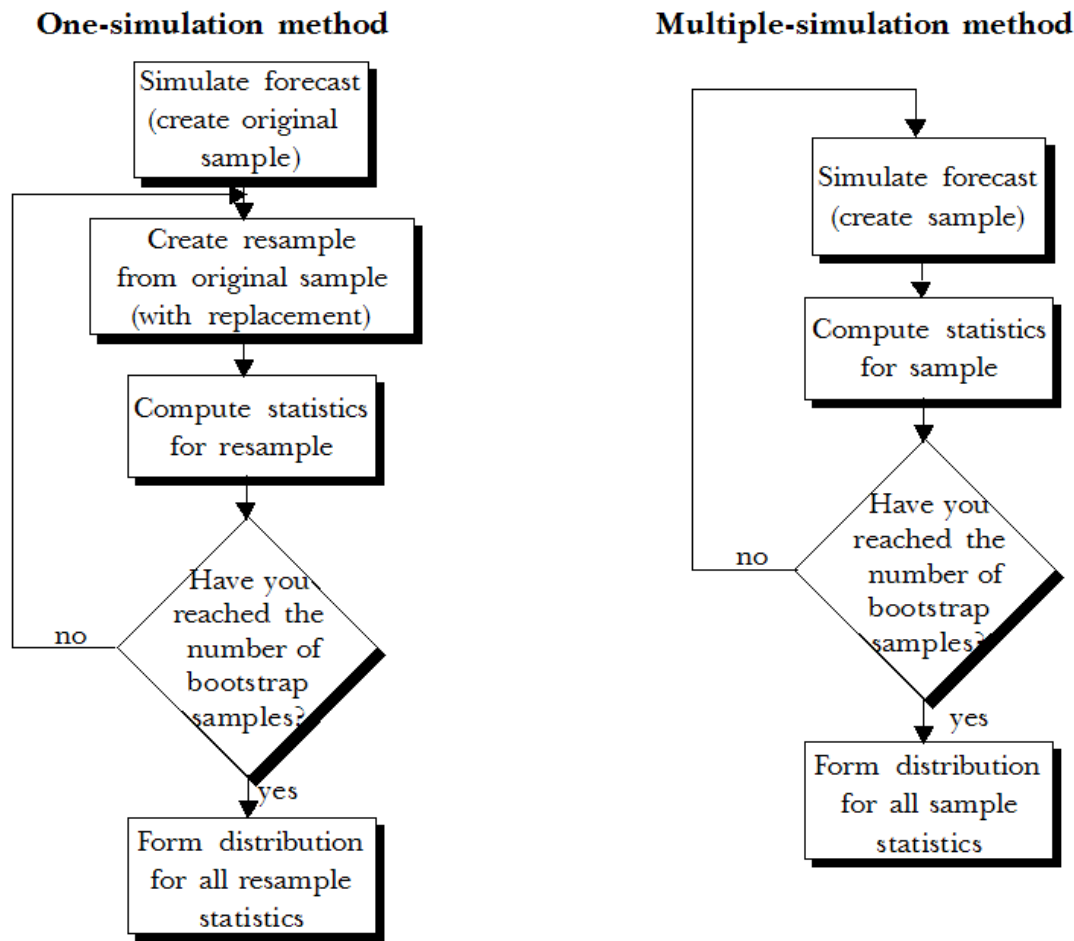 One-simulation method
Simulate forecast
(create original
sample)
Create resample
from original sample
(with replacement)
Compute statistics
for resample
Have you
reached the
number of
bootstrap
samples?
no
yes
Form distribution
for all resample
statistics
Multiple-simulation method
Simulate forecast
(create sample)
Compute statistics
for sample
Have you
reached the
number of
bootstrap
samples?
no
yes
Form distribution
for all sample
statistics